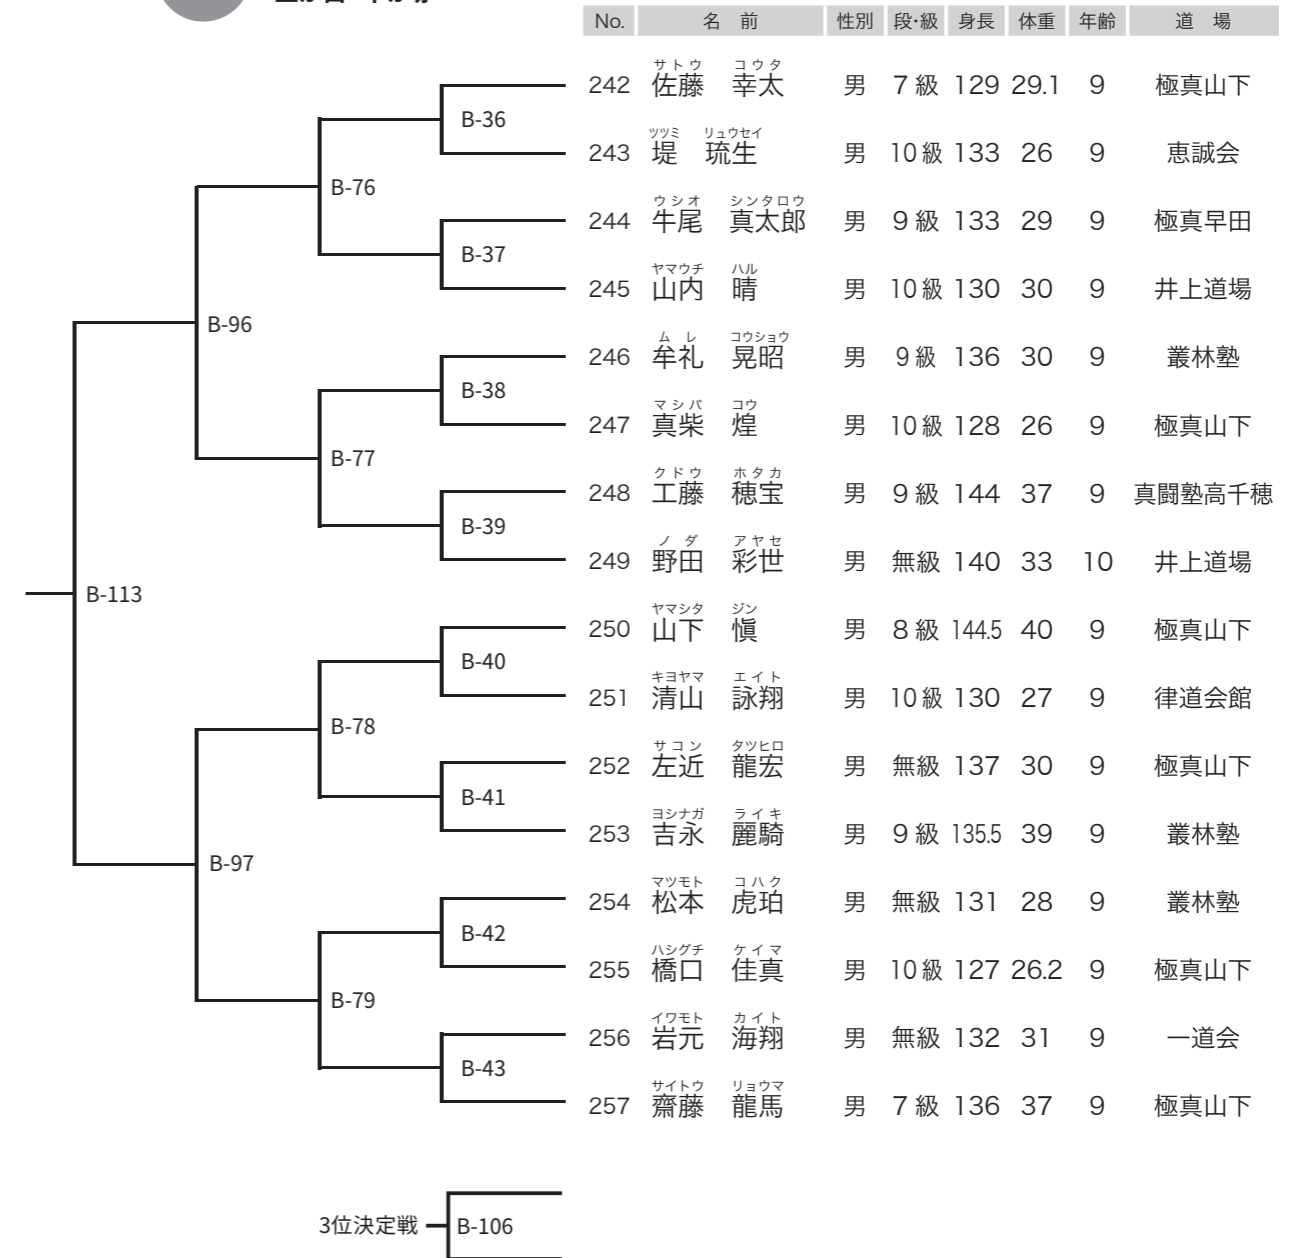 No. 名 前 性別 段・級 身長 体重 年齢 道 場
サトウ コウタ
242 佐藤 幸太 男 7級 129 29.1 9 極真山下
B-36
ツツミ リュウセイ
243 堤 琉生 男 10級 133 26 9 恵誠会
B-76
ウシオ シンタロウ
244 牛尾 真太郎 男 9級 133 29 9 極真早田
B-37
ヤマウチ ハル
245 山内 晴 男 10級 130 30 9 井上道場
B-96
ムレ コウショウ
246 牟礼 晃昭 男 9級 136 30 9 叢林塾
B-38
マシバ コウ
247 真柴 煌 男 10級 128 26 9 極真山下
B-77
クドウ ホタカ
248 工藤 穂宝 男 9級 144 37 9 真闘塾高千穂
B-39
ノダ アヤセ
249 野田 彩世 男 無級 140 33 10 井上道場
B-113
ヤマシタ ジン
250 山下 愼 男 8級 144.5 40 9 極真山下
B-40
キヨヤマ エイト
251 清山 詠翔 男 10級 130 27 9 律道会館
B-78
サコン タツヒロ
252 左近 龍宏 男 無級 137 30 9 極真山下
B-41
ヨシナガ ライキ
253 吉永 麗騎 男 9級 135.5 39 9 叢林塾
B-97
マツモト コハク
254 松本 虎珀 男 無級 131 28 9 叢林塾
B-42
ハシグチ ケイマ
255 橋口 佳真 男 10級 127 26.2 9 極真山下
B-79
イワモト カイト
256 岩元 海翔 男 無級 132 31 9 一道会
B-43
サイトウ リョウマ
257 齋藤 龍馬 男 7級 136 37 9 極真山下
3位決定戦 B-106